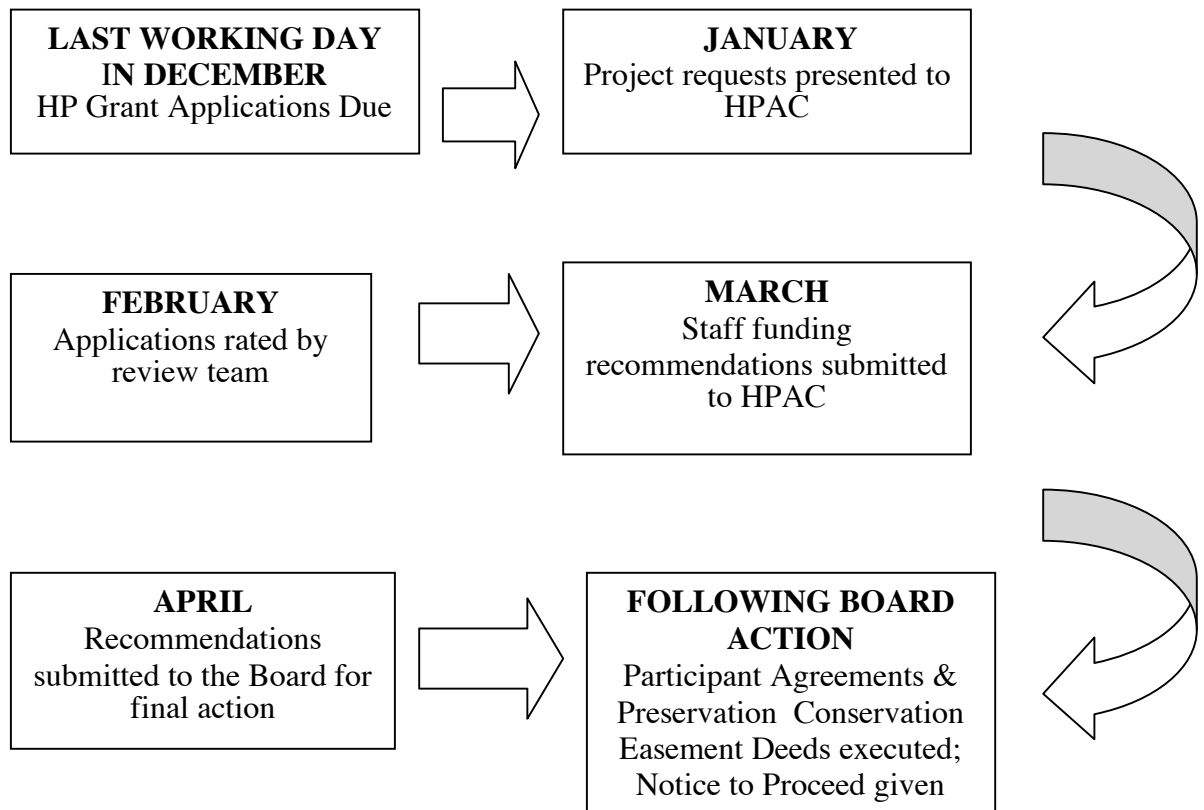 LAST WORKING DAY
IN DECEMBER
HP Grant Applications Due
JANUARY
Project requests presented to
HPAC
FEBRUARY
Applications rated by
review team
MARCH
Staff funding
recommendations submitted
to HPAC
APRIL
Recommendations
submitted to the Board for
final action
FOLLOWING BOARD
ACTION
Participant Agreements &
Preservation  Conservation
Easement Deeds executed;
Notice to Proceed given